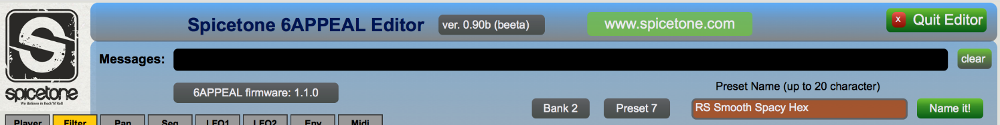 Spicetone 6APPEAL Editor
ver. 0.90b (beeta)
www.spicetone.com
x Quit Editor
spicetone
We Believe in Rock'N'Roll
Messages:
clear
6APPEAL firmware: 1.1.0
Preset Name (up to 20 character)
Bank 2
Preset 7
RS Smooth Spacy Hex
Name it!
Player
Filter
Pan
Seq
LFO1
LFO2
Env
Midi